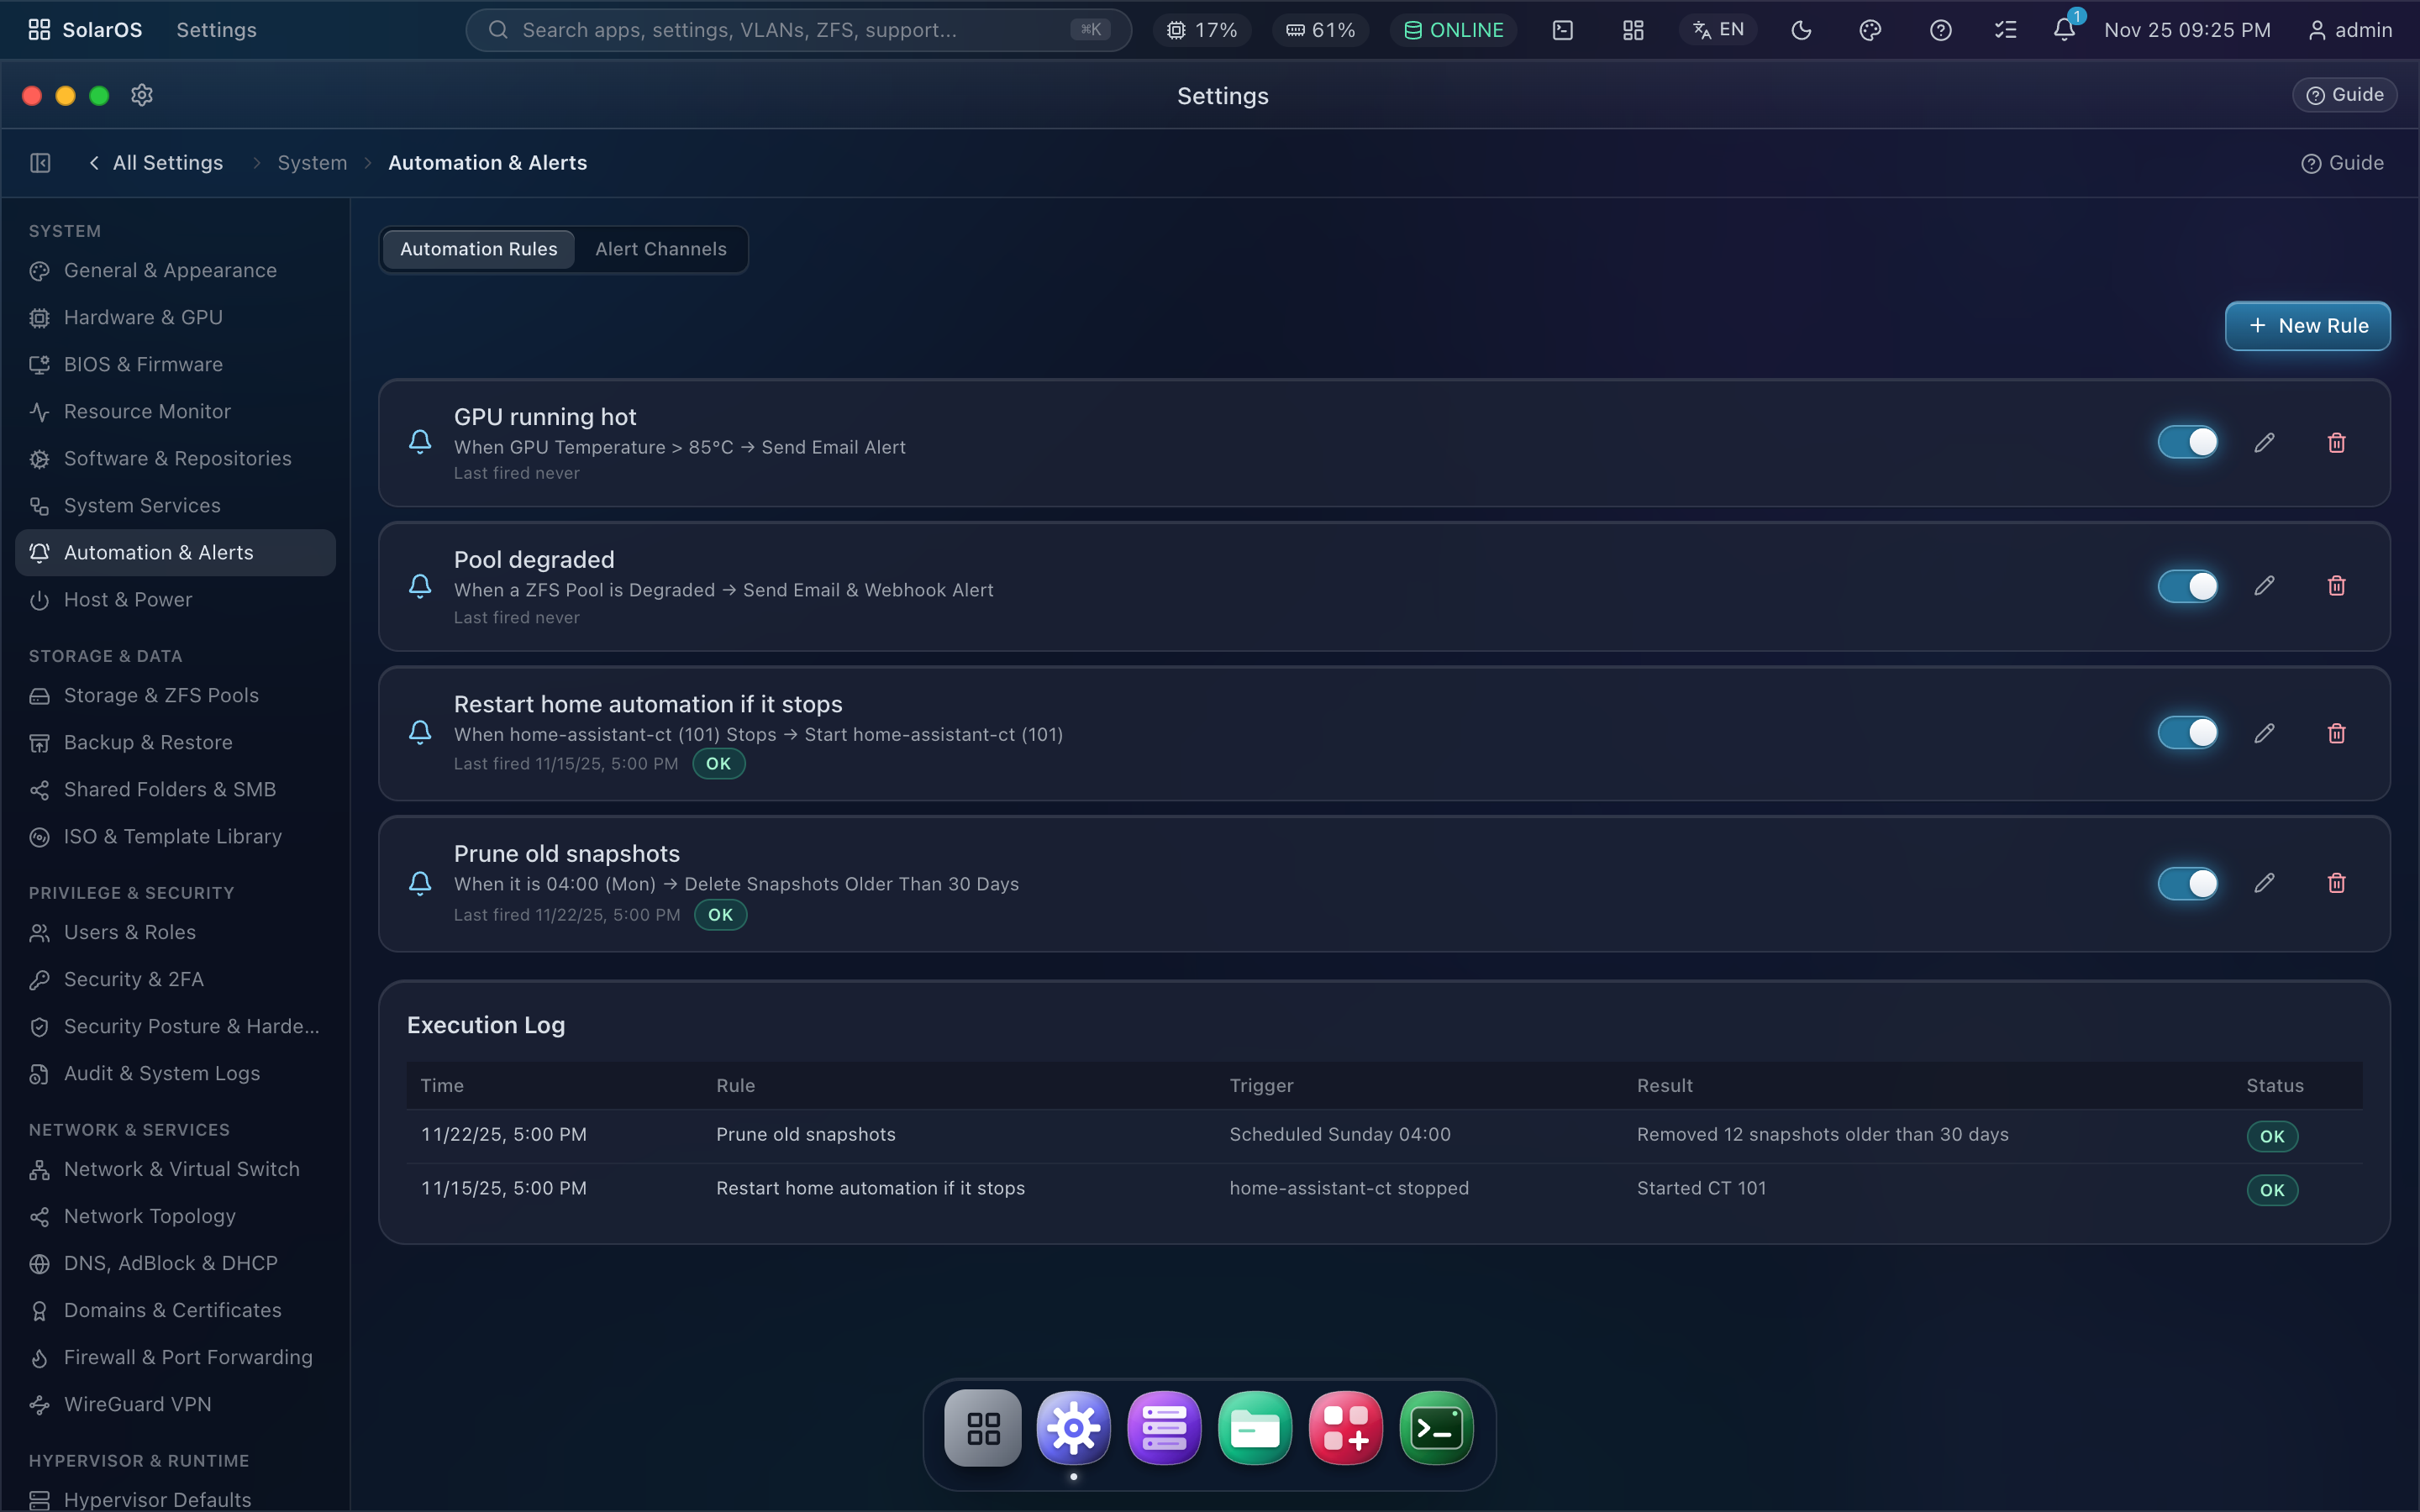 SolarOS Settings Search apps, settings, VLANs, ZFS, support... ⌘K 17% 61% ONLINE EN 1 Nov 25 09:25 PM admin
Settings Guide
All Settings System Automation & Alerts Guide
SYSTEM
General & Appearance
Hardware & GPU
BIOS & Firmware
Resource Monitor
Software & Repositories
System Services
Automation & Alerts
Host & Power
STORAGE & DATA
Storage & ZFS Pools
Backup & Restore
Shared Folders & SMB
ISO & Template Library
PRIVILEGE & SECURITY
Users & Roles
Security & 2FA
Security Posture & Harde...
Audit & System Logs
NETWORK & SERVICES
Network & Virtual Switch
Network Topology
DNS, AdBlock & DHCP
Domains & Certificates
Firewall & Port Forwarding
WireGuard VPN
HYPERVISOR & RUNTIME
Hypervisor Defaults
Automation Rules Alert Channels
New Rule
GPU running hot
When GPU Temperature > 85°C → Send Email Alert
Last fired never
Pool degraded
When a ZFS Pool is Degraded → Send Email & Webhook Alert
Last fired never
Restart home automation if it stops
When home-assistant-ct (101) Stops → Start home-assistant-ct (101)
Last fired 11/15/25, 5:00 PM OK
Prune old snapshots
When it is 04:00 (Mon) → Delete Snapshots Older Than 30 Days
Last fired 11/22/25, 5:00 PM OK
Execution Log
Time Rule Trigger Result Status
11/22/25, 5:00 PM Prune old snapshots Scheduled Sunday 04:00 Removed 12 snapshots older than 30 days OK
11/15/25, 5:00 PM Restart home automation if it stops home-assistant-ct stopped Started CT 101 OK